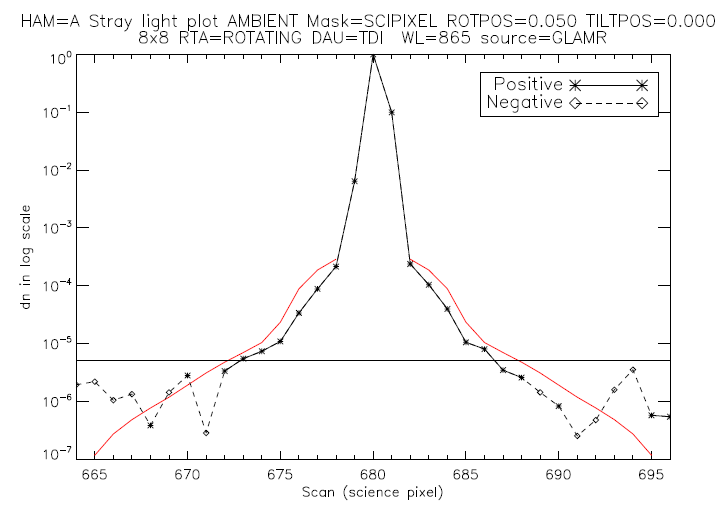 HAM=A Stray light plot AMBIENT Mask=SCIPIXEL ROTPOS=0.050 TILTPOS=0.000
8x8 RTA=ROTATING DAU=TDI WL=865 source=GLAMR
Positive
Negative
10^0
10^-1
10^-2
10^-3
10^-4
10^-5
10^-6
10^-7
dn in log scale
665 670 675 680 685 690 695
Scan (science pixel)